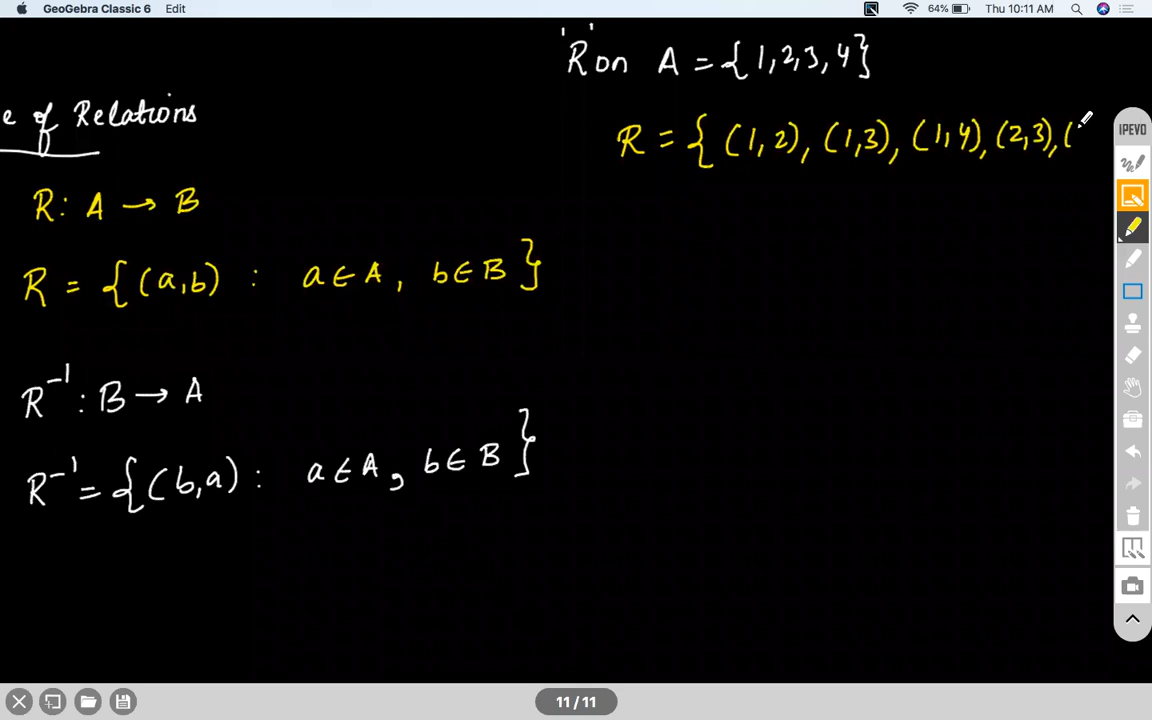 GeoGebra Classic 6 Edit 64% Thu 10:11 AM
'R' on A = {1,2,3,4}
e of Relations
R = { (1,2), (1,3), (1,4), (2,3), (
IPEVO
R: A → B
R = { (a,b) : a ∈ A, b ∈ B }
R⁻¹ : B → A
R⁻¹ = { (b,a) : a ∈ A, b ∈ B }
11 / 11